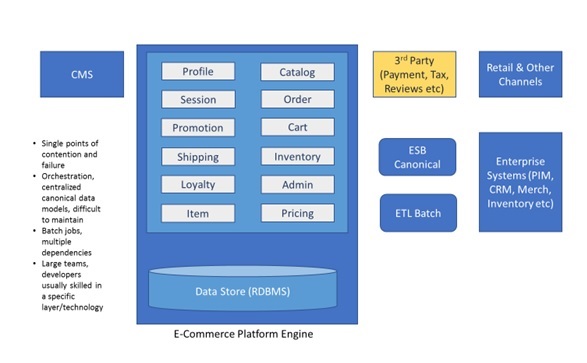 CMS
• Single points of
contention and
failure
• Orchestration,
centralized
canonical data
models, difficult
to maintain
• Batch jobs,
multiple
dependencies
• Large teams,
developers
usually skilled in
a specific
layer/technology
Profile
Catalog
Session
Order
Promotion
Cart
Shipping
Inventory
Loyalty
Admin
Item
Pricing
Data Store (RDBMS)
E-Commerce Platform Engine
3rd Party
(Payment, Tax,
Reviews etc)
Retail & Other
Channels
ESB
Canonical
ETL Batch
Enterprise
Systems (PIM,
CRM, Merch,
Inventory etc)